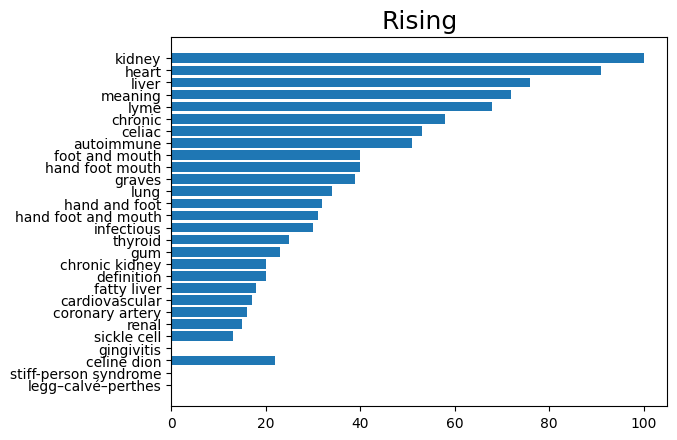 Rising
kidney
heart
liver
meaning
lyme
chronic
celiac
autoimmune
foot and mouth
hand foot mouth
graves
lung
hand and foot
hand foot and mouth
infectious
thyroid
gum
chronic kidney
definition
fatty liver
cardiovascular
coronary artery
renal
sickle cell
gingivitis
celine dion
stiff-person syndrome
legg–calvé–perthes
0 20 40 60 80 100